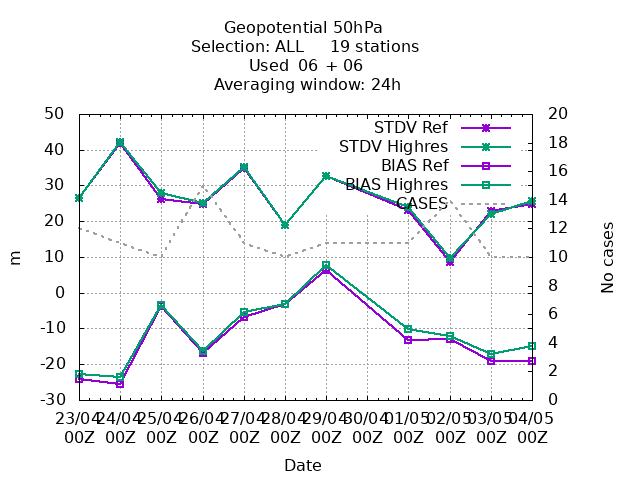 Geopotential 50hPa
Selection: ALL 19 stations
Used 06 + 06
Averaging window: 24h
50
40
30
20
10
0
-10
-20
-30
m
20
18
16
14
12
10
8
6
4
2
0
No cases
STDV Ref
STDV Highres
BIAS Ref
BIAS Highres
CASES
23/04 24/04 25/04 26/04 27/04 28/04 29/04 30/04 01/05 02/05 03/05 04/05
00Z 00Z 00Z 00Z 00Z 00Z 00Z 00Z 00Z 00Z 00Z 00Z
Date